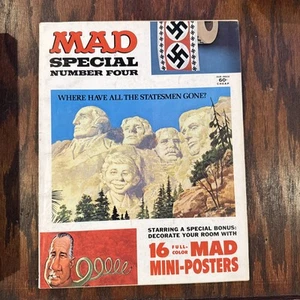 MAD
SPECIAL
NUMBER FOUR
60¢
WHERE HAVE ALL THE STATESMEN GONE?
STARRING A SPECIAL BONUS:
DECORATE YOUR ROOM WITH
16 FULL-COLOR MAD
MINI-POSTERS